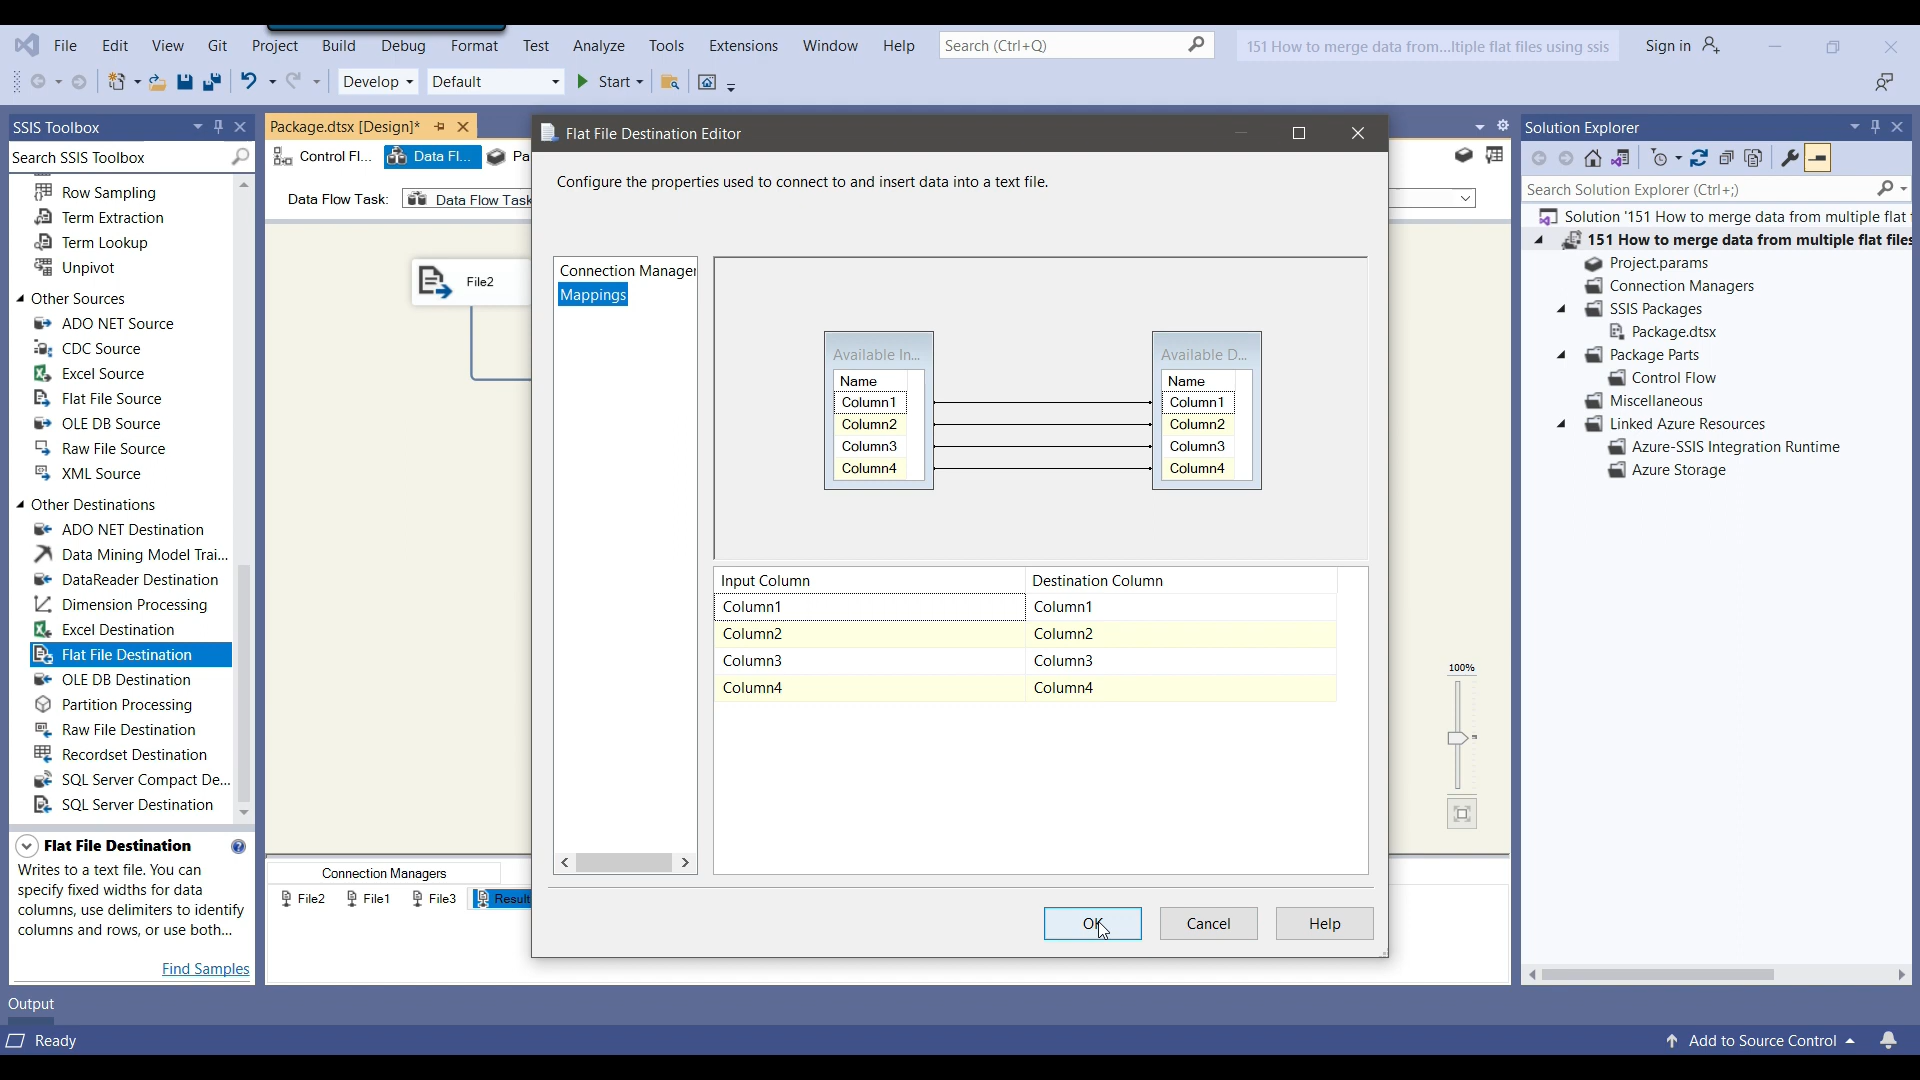 File Edit View Git Project Build Debug Format Test Analyze Tools Extensions Window Help Search (Ctrl+Q) 151 How to merge data from...ltiple flat files using ssis Sign in
Develop Default Start
SSIS Toolbox
Search SSIS Toolbox
Row Sampling
Term Extraction
Term Lookup
Unpivot
Other Sources
ADO NET Source
CDC Source
Excel Source
Flat File Source
OLE DB Source
Raw File Source
XML Source
Other Destinations
ADO NET Destination
Data Mining Model Trai...
DataReader Destination
Dimension Processing
Excel Destination
Flat File Destination
OLE DB Destination
Partition Processing
Raw File Destination
Recordset Destination
SQL Server Compact De...
SQL Server Destination
Flat File Destination
Writes to a text file. You can
specify fixed widths for data
columns, use delimiters to identify
columns and rows, or use both...
Find Samples
Package.dtsx [Design]*
Control Fl... Data Fl... Pa
Data Flow Task: Data Flow Task
File2
100%
Connection Managers
File2 File1 File3 Result
Flat File Destination Editor
Configure the properties used to connect to and insert data into a text file.
Connection Manager
Mappings
Available In... Available D...
Name Name
Column1 Column1
Column2 Column2
Column3 Column3
Column4 Column4
Input Column Destination Column
Column1 Column1
Column2 Column2
Column3 Column3
Column4 Column4
OK Cancel Help
Solution Explorer
Search Solution Explorer (Ctrl+;)
Solution '151 How to merge data from multiple flat
151 How to merge data from multiple flat files
Project.params
Connection Managers
SSIS Packages
Package.dtsx
Package Parts
Control Flow
Miscellaneous
Linked Azure Resources
Azure-SSIS Integration Runtime
Azure Storage
Output
Ready Add to Source Control